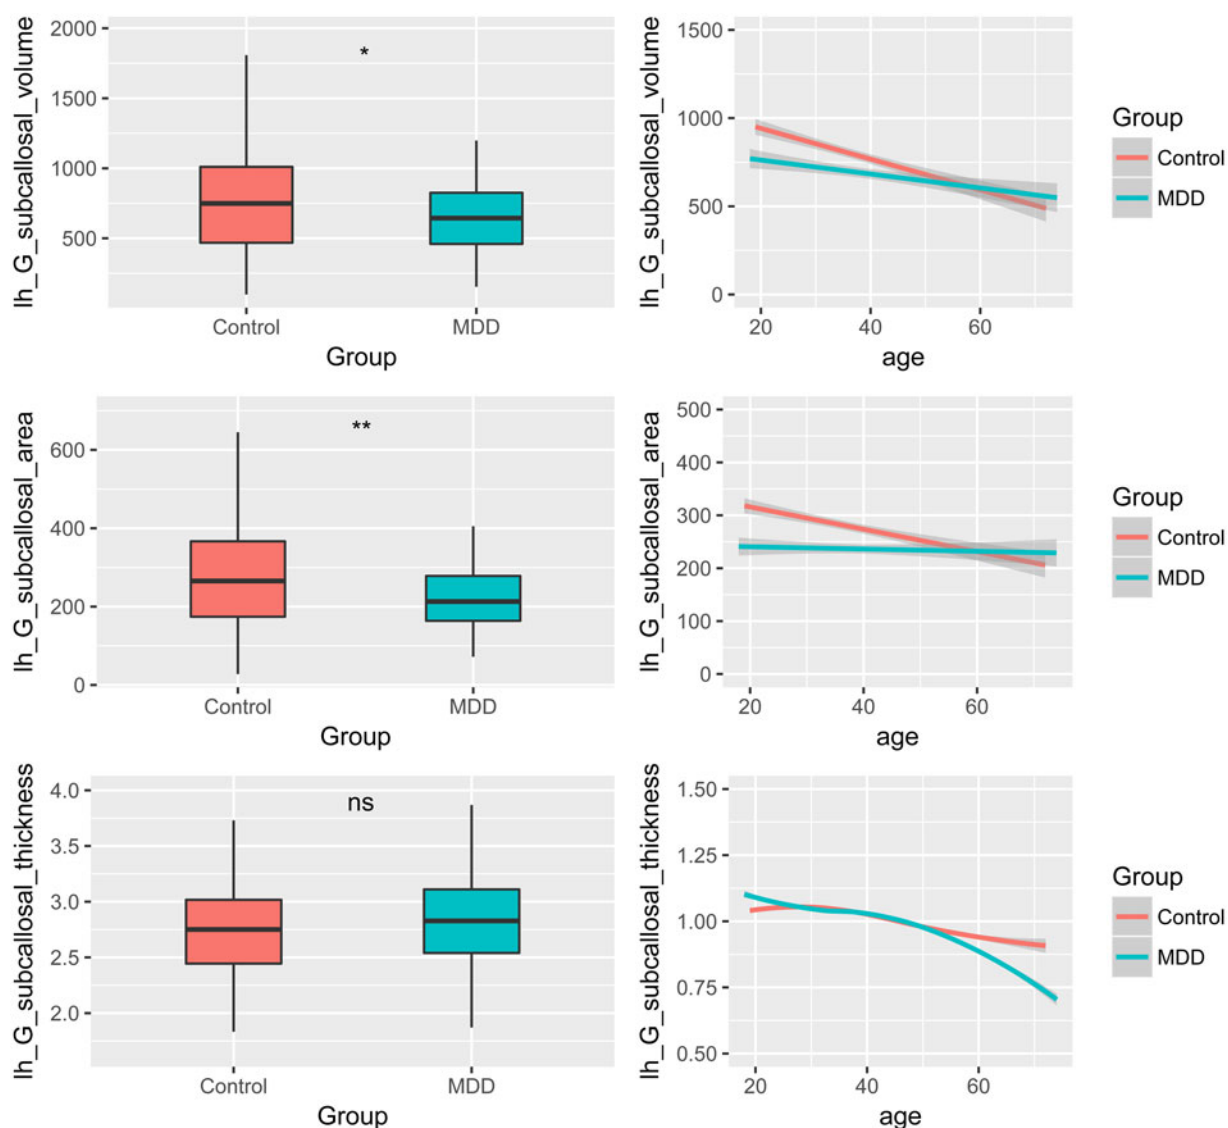 lh_G_subcallosal_volume
2000
1500
1000
500
*
Control
MDD
Group
lh_G_subcallosal_volume
1500
1000
500
0
20
40
60
age
Group
Control
MDD
lh_G_subcallosal_area
600
400
200
0
**
Control
MDD
Group
lh_G_subcallosal_area
500
400
300
200
100
0
20
40
60
age
Group
Control
MDD
lh_G_subcallosal_thickness
4.0
3.5
3.0
2.5
2.0
ns
Control
MDD
Group
lh_G_subcallosal_thickness
1.50
1.25
1.00
0.75
0.50
20
40
60
age
Group
Control
MDD